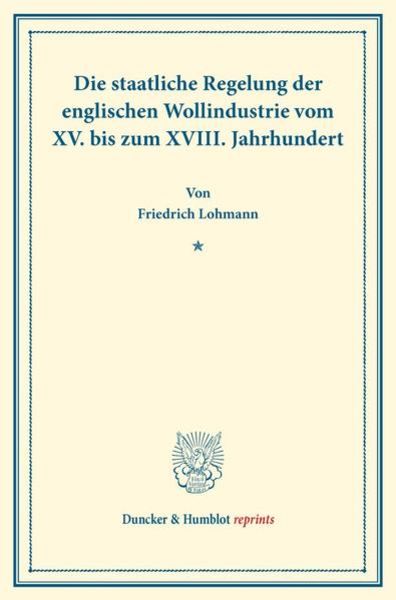 Die staatliche Regelung der
englischen Wollindustrie vom
XV. bis zum XVIII. Jahrhundert
Von
Friedrich Lohmann
Duncker & Humblot reprints